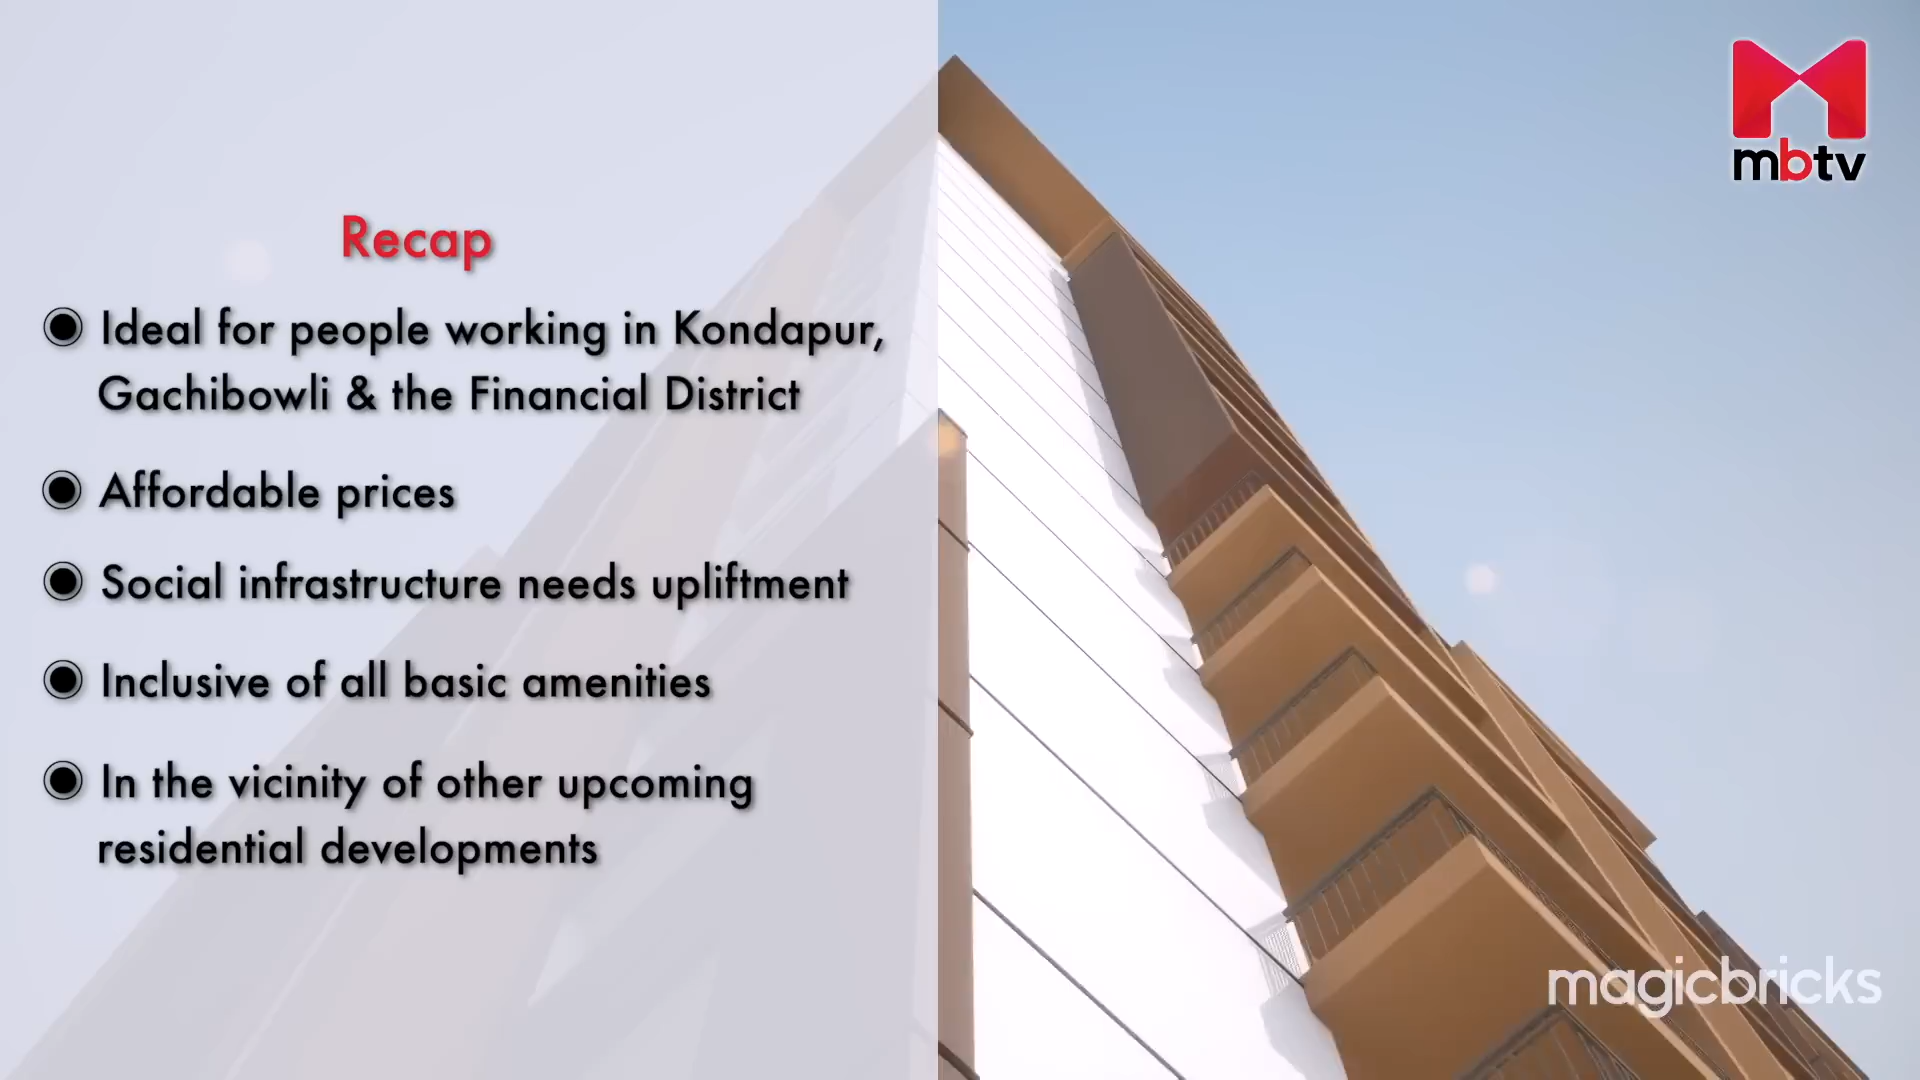 mbtv
Recap
Ideal for people working in Kondapur,
Gachibowli & the Financial District
Affordable prices
Social infrastructure needs upliftment
Inclusive of all basic amenities
In the vicinity of other upcoming
residential developments
magicbricks